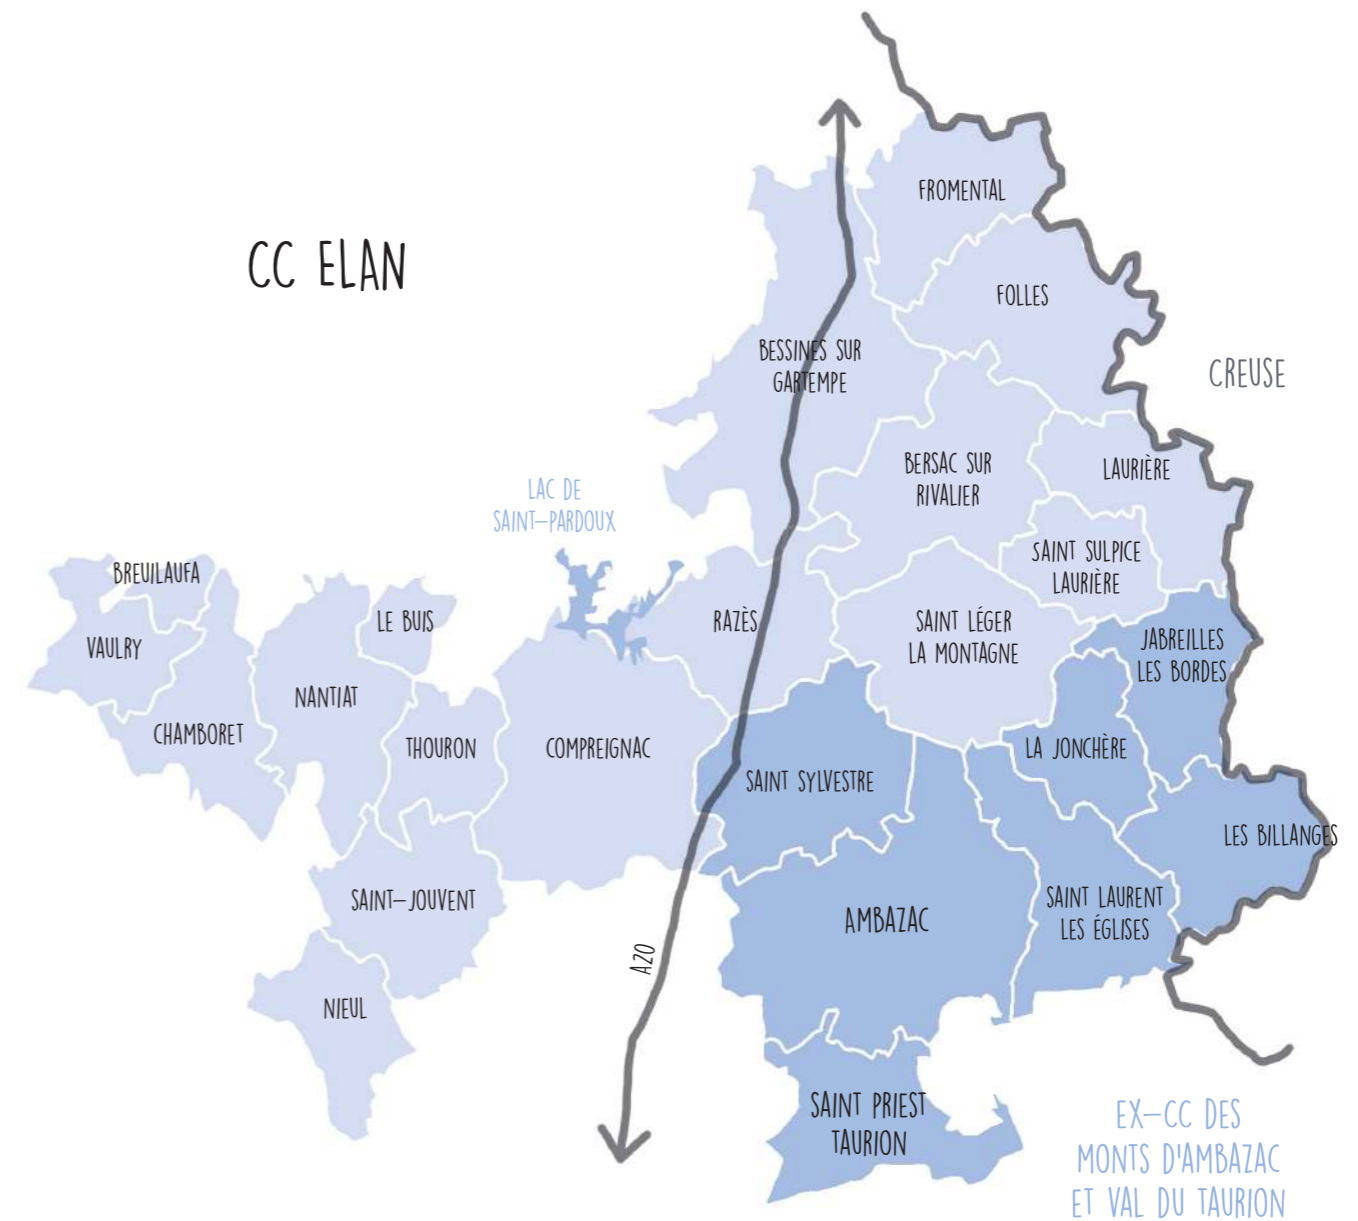 FROMENTAL
CC ELAN
FOLLES
BESSINES SUR
GARTEMPE
CREUSE
BERSAC SUR
RIVALIER
LAURIÈRE
LAC DE
SAINT-PARDOUX
SAINT SULPICE
LAURIÈRE
BREUILAUFA
LE BUIS
RAZÈS
SAINT LÉGER
LA MONTAGNE
VAULRY
JABREILLES
LES BORDES
NANTIAT
CHAMBORET
THOURON
COMPREIGNAC
LA JONCHÈRE
SAINT SYLVESTRE
LES BILLANGES
SAINT-JOUVENT
AMBAZAC
SAINT LAURENT
LES ÉGLISES
A20
NIEUL
SAINT PRIEST
TAURION
EX-CC DES
MONTS D'AMBAZAC
ET VAL DU TAURION